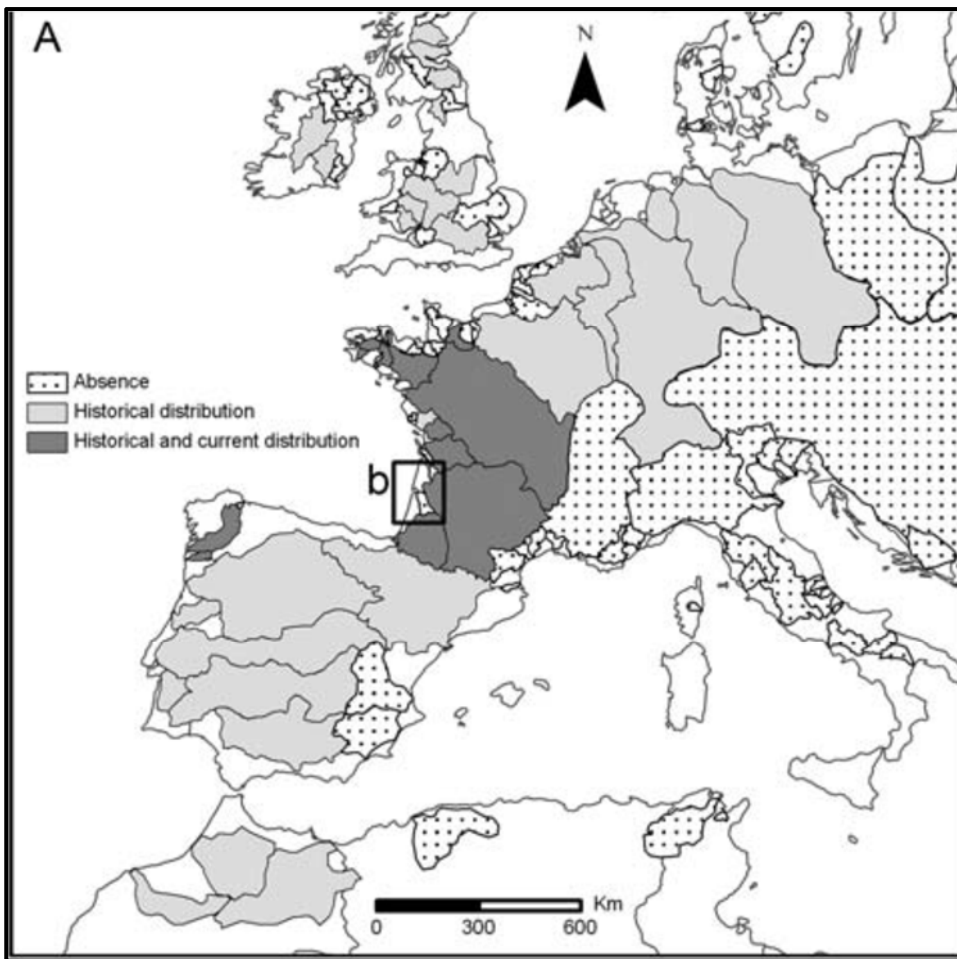 A
N
Absence
Historical distribution
Historical and current distribution
b
Km
0 300 600